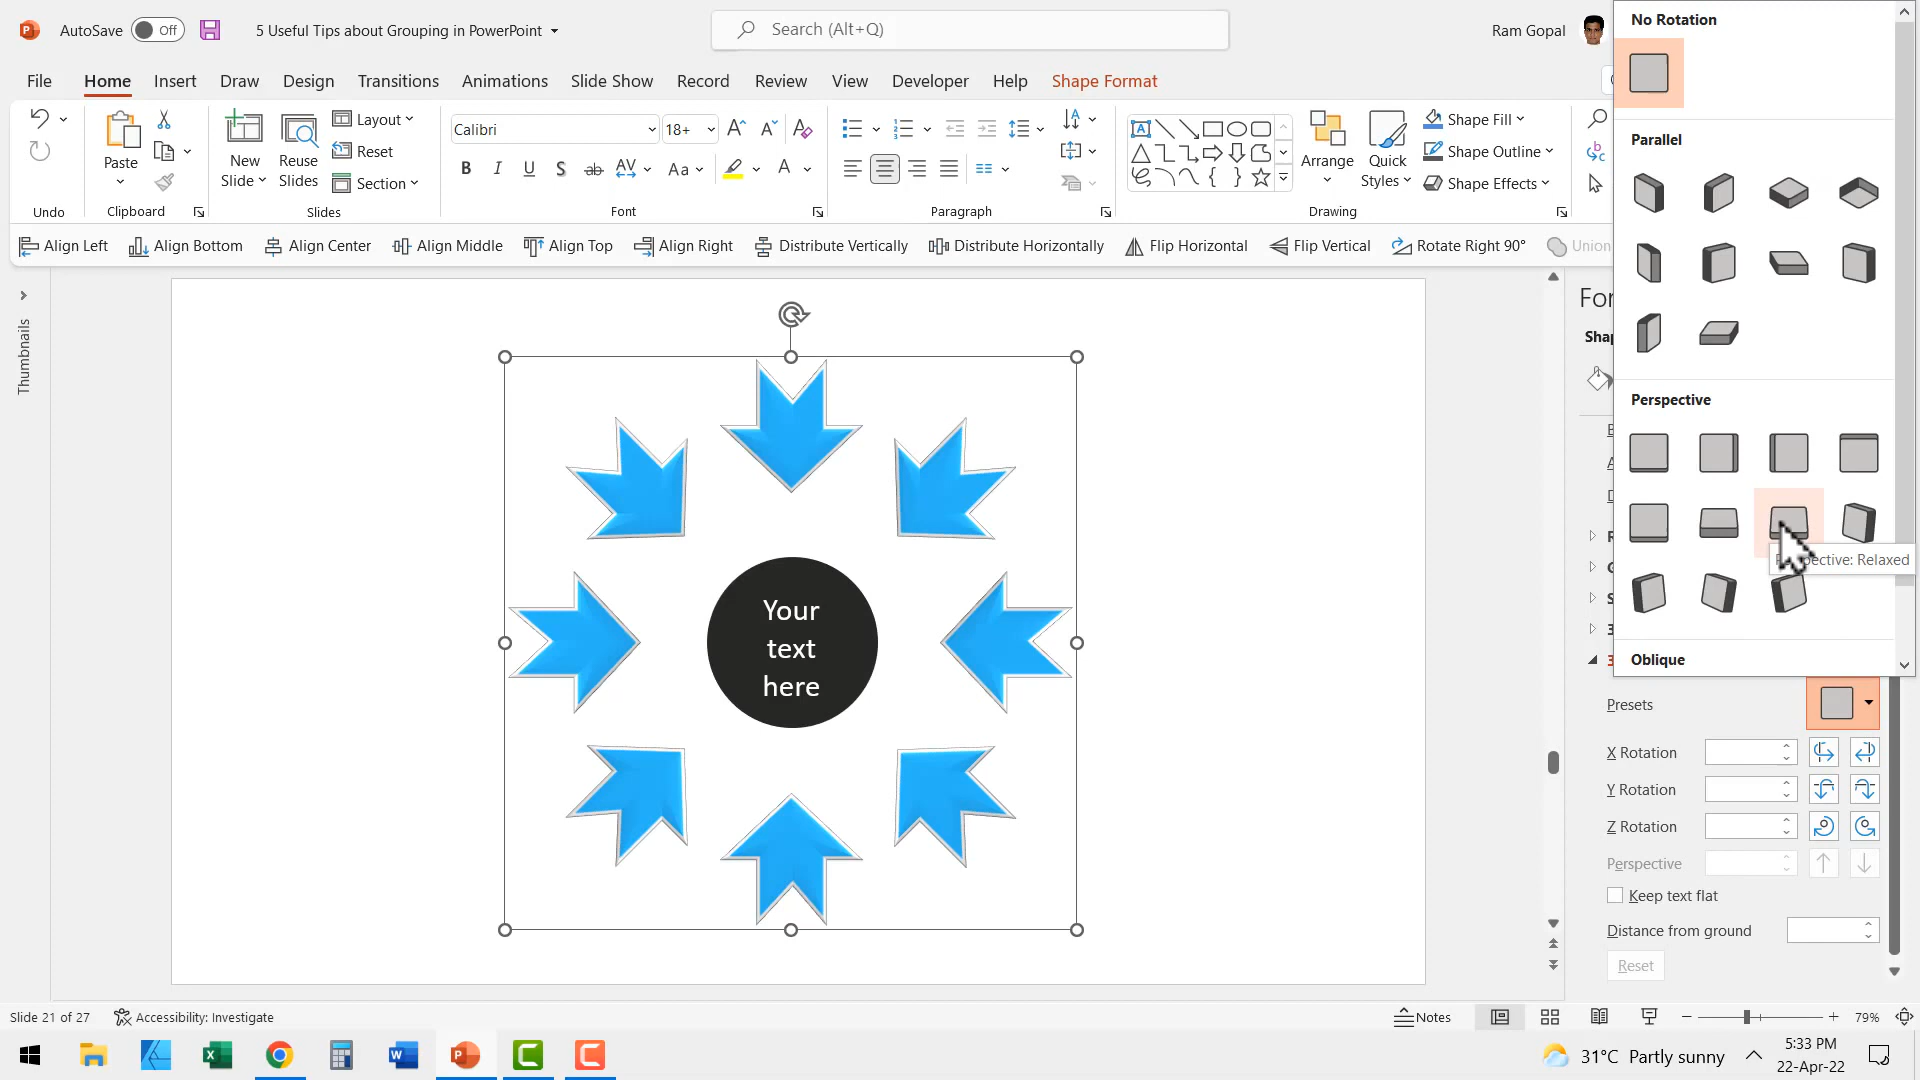 AutoSave Off 5 Useful Tips about Grouping in PowerPoint Search (Alt+Q) Ram Gopal
File Home Insert Draw Design Transitions Animations Slide Show Record Review View Developer Help Shape Format
Paste
New Slide
Reuse Slides
Layout
Reset
Section
Calibri 18+
Arrange
Quick Styles
Shape Fill
Shape Outline
Shape Effects
Undo Clipboard Slides Font Paragraph Drawing
Align Left Align Bottom Align Center Align Middle Align Top Align Right Distribute Vertically Distribute Horizontally Flip Horizontal Flip Vertical Rotate Right 90° Union
Thumbnails
Your
text
here
No Rotation
Parallel
Perspective
Perspective: Relaxed
Oblique
Presets
X Rotation
Y Rotation
Z Rotation
Perspective
Keep text flat
Distance from ground
Reset
Slide 21 of 27 Accessibility: Investigate Notes 79%
31°C Partly sunny 5:33 PM
22-Apr-22